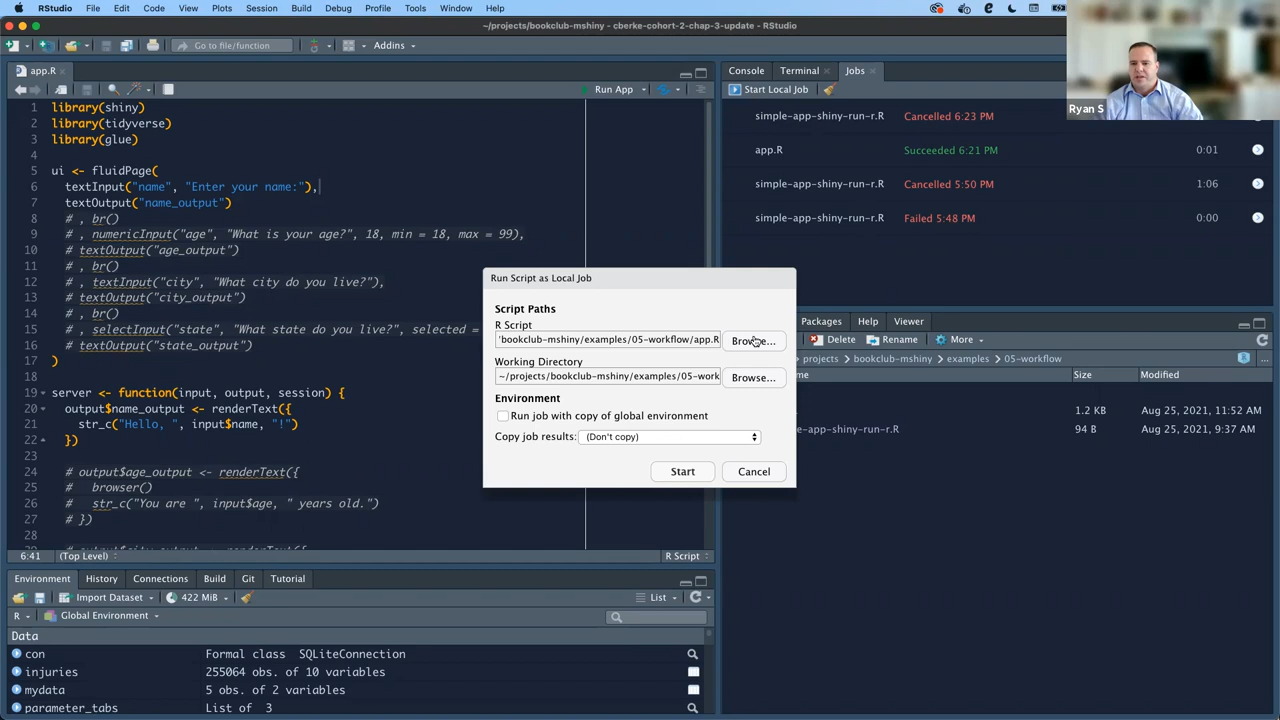 RStudio File Edit Code View Plots Session Build Debug Profile Tools Window Help
~/projects/bookclub-mshiny - cberke-cohort-2-chap-3-update - RStudio
Go to file/function Addins
Ryan S
app.R
Run App
1 library(shiny)
2 library(tidyverse)
3 library(glue)
4
5 ui <- fluidPage(
6 textInput("name", "Enter your name:"),
7 textOutput("name_output")
8 # , br()
9 # , numericInput("age", "What is your age?", 18, min = 18, max = 99),
10 # textOutput("age_output")
11 # , br()
12 # , textInput("city", "What city do you live?"),
13 # textOutput("city_output")
14 # , br()
15 # , selectInput("state", "What state do you live?", selected =
16 # textOutput("state_output")
17 )
18
19 server <- function(input, output, session) {
20 output$name_output <- renderText({
21 str_c("Hello, ", input$name, "!")
22 })
23
24 # output$age_output <- renderText({
25 # browser()
26 # str_c("You are ", input$age, " years old.")
27 # })
28
6:41 (Top Level) R Script
Environment History Connections Build Git Tutorial
Import Dataset 422 MiB List
R Global Environment
Data
con Formal class SQLiteConnection
injuries 255064 obs. of 10 variables
mydata 5 obs. of 2 variables
parameter_tabs List of 3
Console Terminal Jobs
Start Local Job
simple-app-shiny-run-r.R Cancelled 6:23 PM
app.R Succeeded 6:21 PM 0:01
simple-app-shiny-run-r.R Cancelled 5:50 PM 1:06
simple-app-shiny-run-r.R Failed 5:48 PM 0:00
Run Script as Local Job
Script Paths
R Script
'bookclub-mshiny/examples/05-workflow/app.R
Browse...
Working Directory
~/projects/bookclub-mshiny/examples/05-work
Browse...
Environment
Run job with copy of global environment
Copy job results: (Don't copy)
Start Cancel
Packages Help Viewer
Delete Rename More
projects bookclub-mshiny examples 05-workflow ...
me Size Modified
1.2 KB Aug 25, 2021, 11:52 AM
e-app-shiny-run-r.R 94 B Aug 25, 2021, 9:37 AM